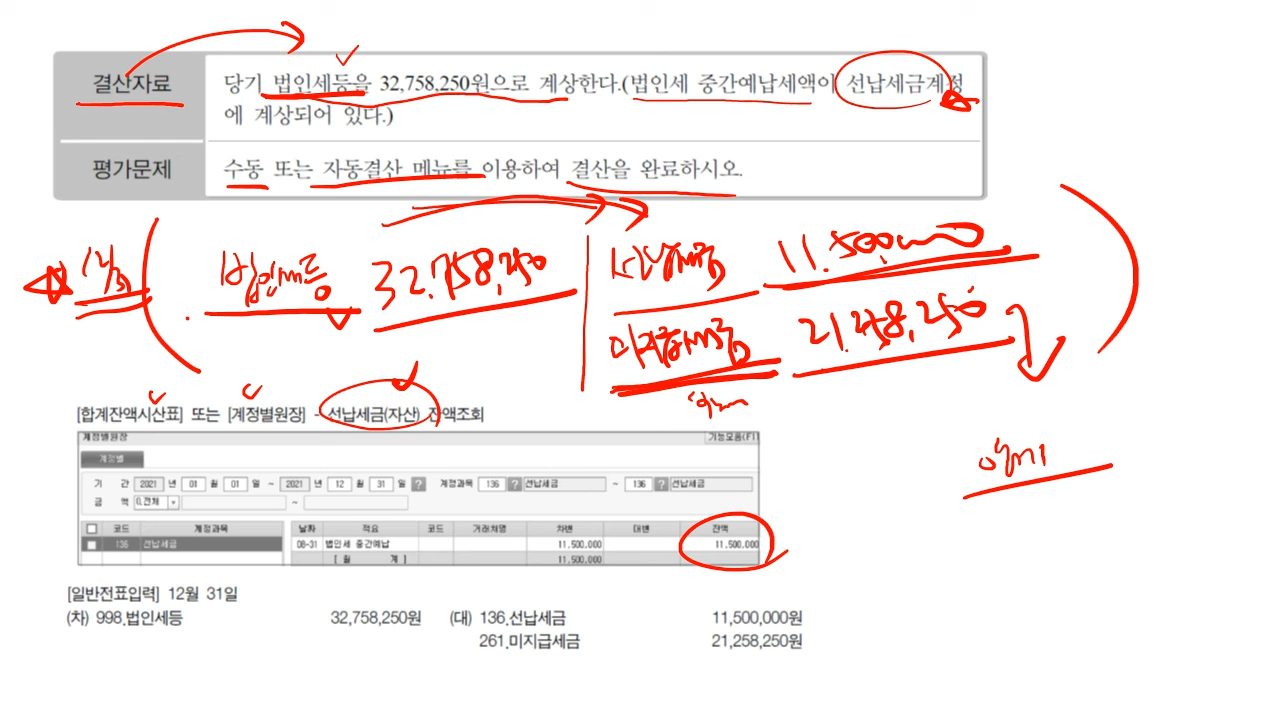 결산자료
당기 법인세등을 32,758,250원으로 계상한다.(법인세 중간예납세액이 선납세금계정
에 계상되어 있다.)
평가문제
수동 또는 자동결산 메뉴를 이용하여 결산을 완료하시오.
12/31 법인세등 32.758,250 선납세금 11.500,000
미지급세금 21.258,250
[합계잔액시산표] 또는 [계정별원장] - 선납세금(자산) 잔액조회
계정별원장 기능모음(F1)
계정별
기 간 2021 년 01 월 01 일 ~ 2021 년 12 월 31 일 ? 계정과목 136 ? 선납세금 ~ 136 ? 선납세금
금 액 0.전체 ~
코드 계정과목 날짜 적요 코드 거래처명 차변 대변 잔액
136 선납세금 08-31 법인세 중간예납 11.500.000 11.500.000
[ 월 계 ] 11.500.000
[일반전표입력] 12월 31일
(차) 998.법인세등 32,758,250원 (대) 136.선납세금 11,500,000원
261.미지급세금 21,258,250원